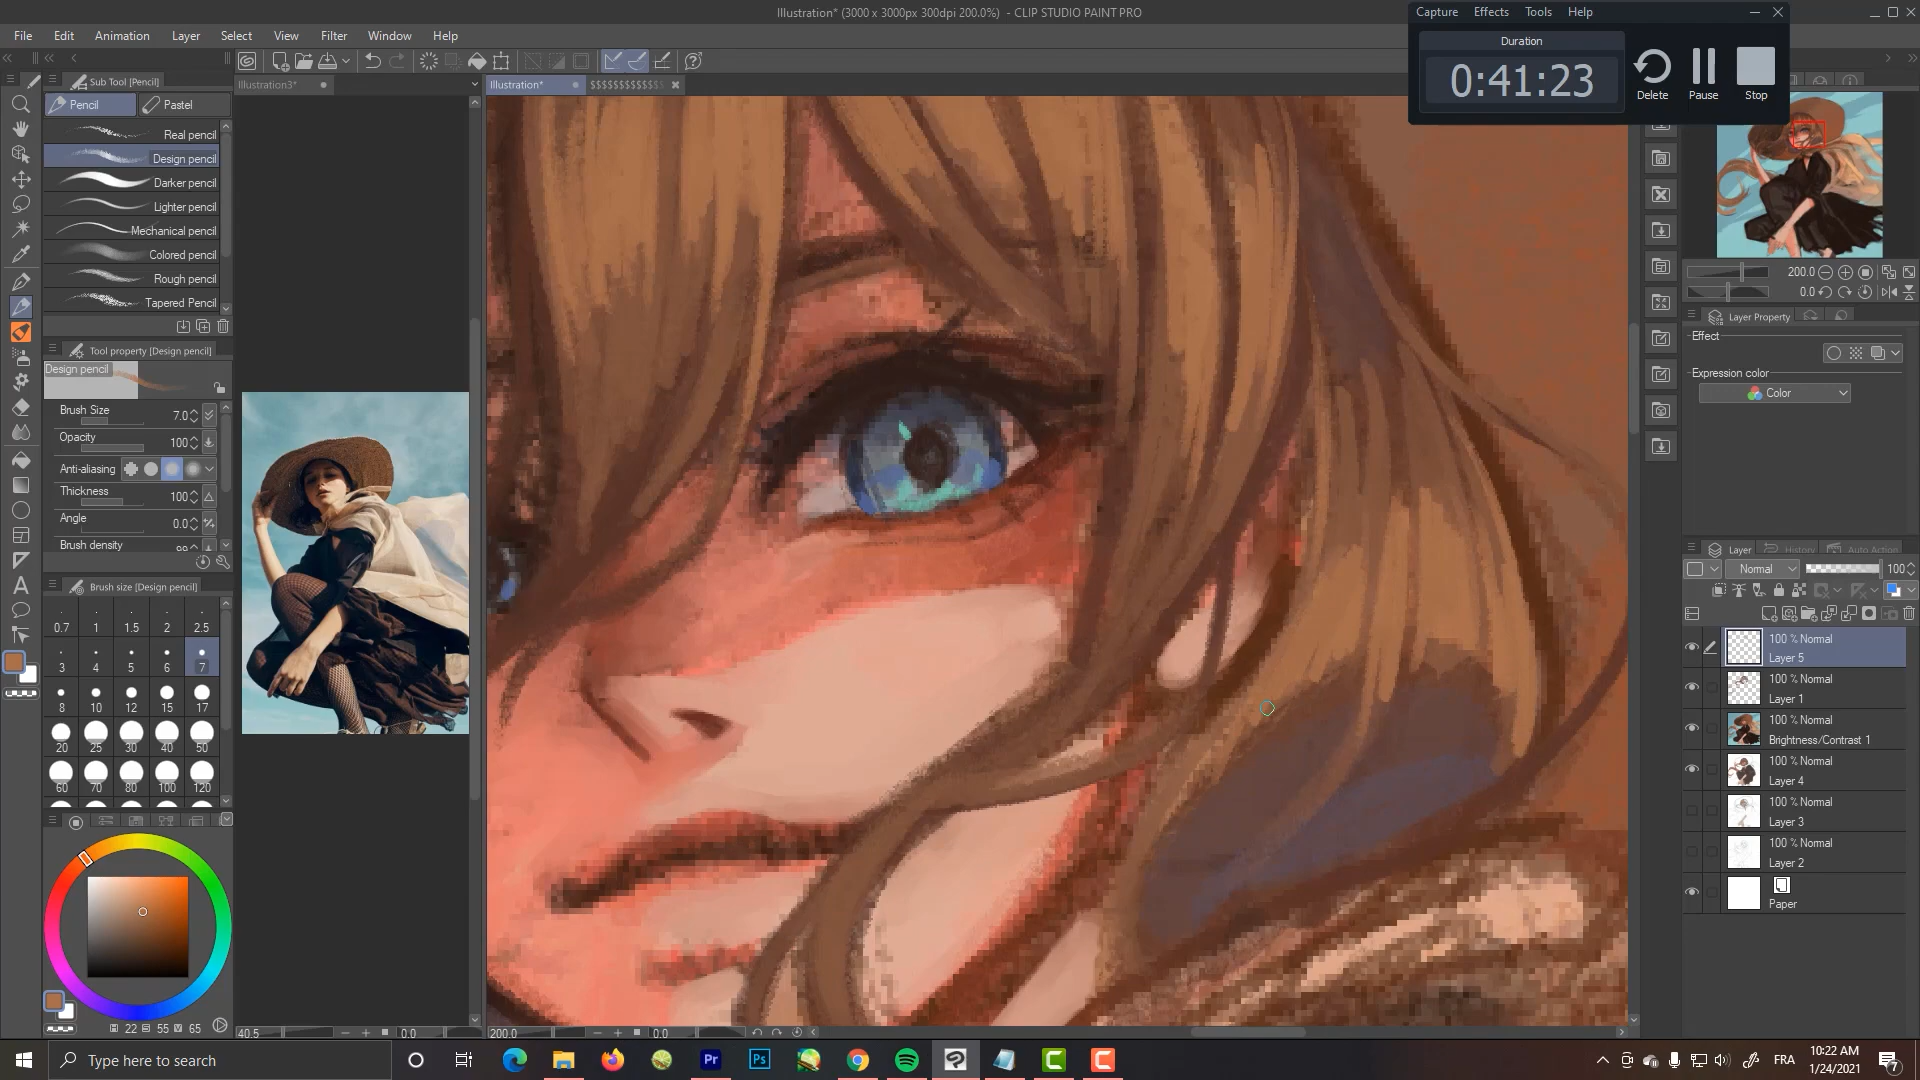 Illustration* (3000 x 3000px 300dpi 200.0%)  - CLIP STUDIO PAINT PRO
Capture Effects Tools Help
Duration
0:41:23
Delete Pause Stop
File Edit Animation Layer Select View Filter Window Help
Sub Tool [Pencil]
Pencil Pastel
Real pencil
Design pencil
Darker pencil
Lighter pencil
Mechanical pencil
Colored pencil
Rough pencil
Tapered Pencil
Tool property [Design pencil]
Design pencil
Brush Size 7.0
Opacity 100
Anti-aliasing
Thickness 100
Angle 0.0
Brush density 99
Brush size [Design pencil]
0.7 1 1.5 2 2.5
3 4 5 6 7
8 10 12 15 17
20 25 30 40 50
60 70 80 100 120
H 22 S 55 V 65
Illustration3*
Illustration* $$$$$$$$$$$$$
40.5 0.0
200.0 0.0
200.0
0.0
Layer Property
Effect
Expression color
Color
Layer History Auto Action
Normal 100
100 % Normal
Layer 5
100 % Normal
Layer 1
100 % Normal
Brightness/Contrast 1
100 % Normal
Layer 4
100 % Normal
Layer 3
100 % Normal
Layer 2
Paper
Type here to search
Pr
Ps
FRA
10:22 AM
1/24/2021
7